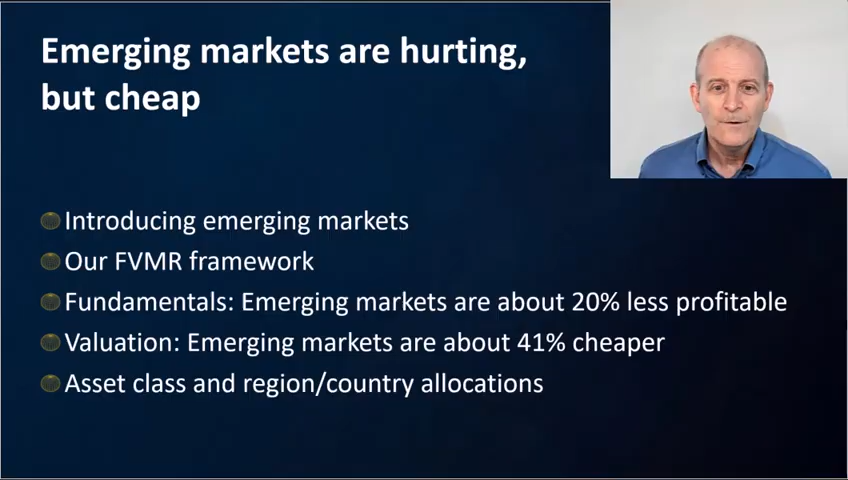 Emerging markets are hurting,
but cheap
Introducing emerging markets
Our FVMR framework
Fundamentals: Emerging markets are about 20% less profitable
Valuation: Emerging markets are about 41% cheaper
Asset class and region/country allocations